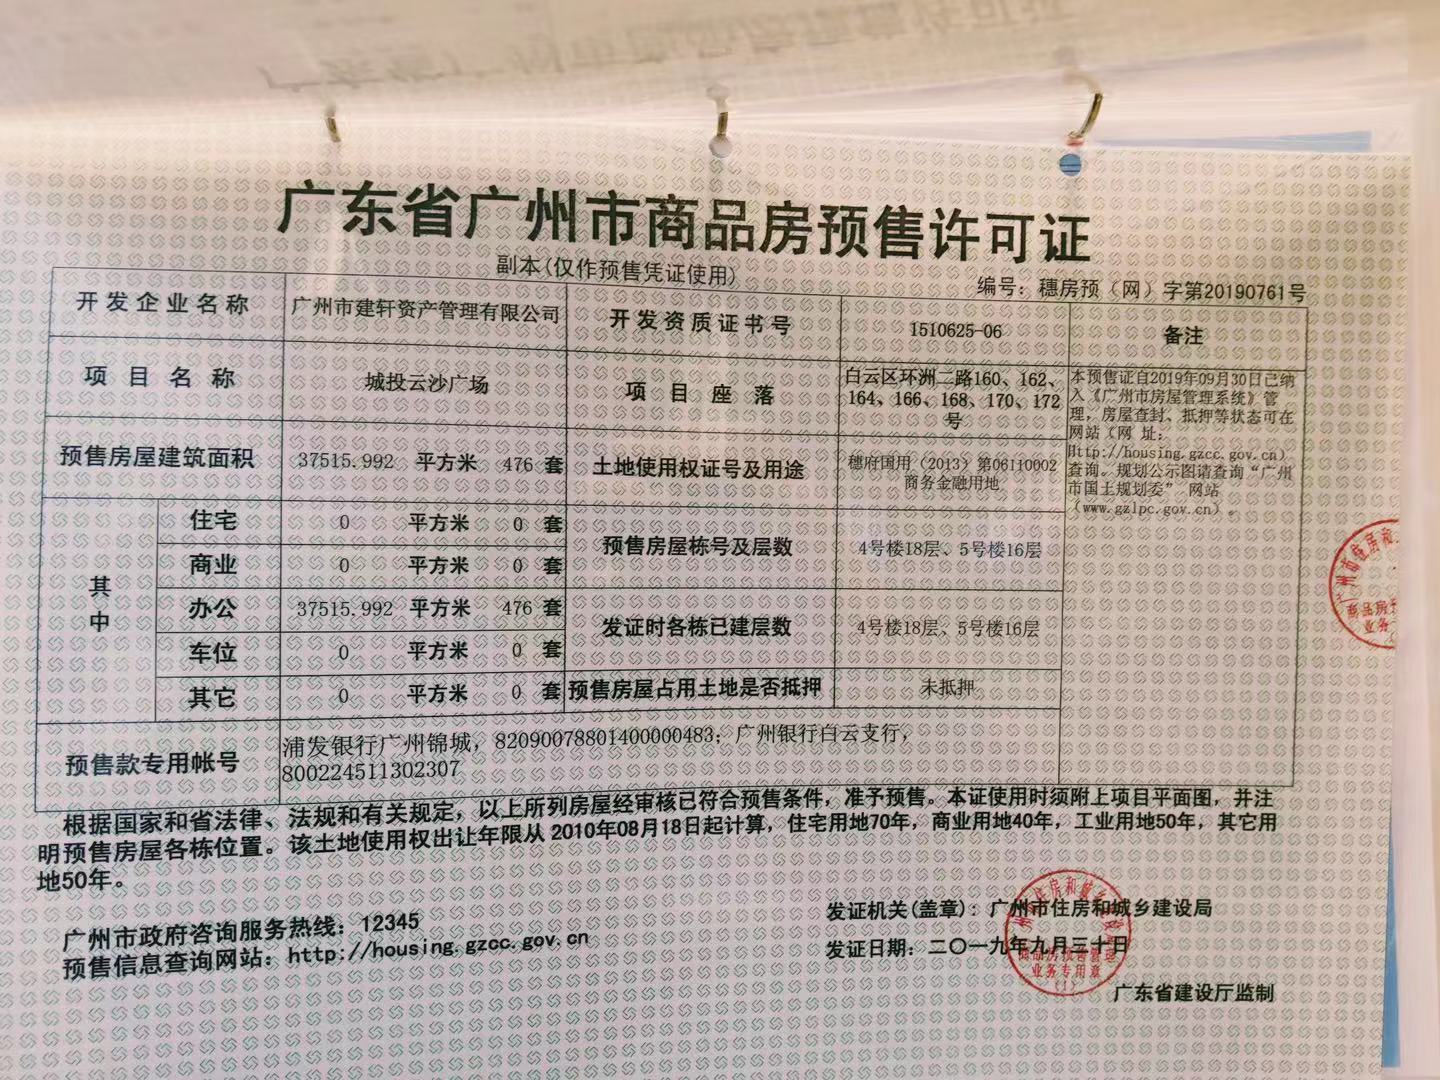 广东省广州市商品房预售许可证
副本(仅作预售凭证使用)
编号：穗房预（网）字第20190761号
开发企业名称 广州市建轩资产管理有限公司 开发资质证书号 1510625-06 备注
项目名称 城投云沙广场 项目座落
白云区环洲二路160、162、
164、166、168、170、172
号
本预售证自2019年09月30日已纳
入《广州市房屋管理系统》管
理，房屋查封、抵押等状态可在
网站（网 址：
Http://housing.gzcc.gov.cn）
查询。规划公示图请查询“广州
市国土规划委” 网站
（www.gzlpc.gov.cn）。
预售房屋建筑面积 37515.992 平方米 476 套 土地使用权证号及用途
穗府国用（2013）第06110002
商务金融用地
其
中
住宅 0 平方米 0 套
商业 0 平方米 0 套
办公 37515.992 平方米 476 套
车位 0 平方米 0 套
其它 0 平方米 0 套
预售房屋栋号及层数 4号楼18层、5号楼16层
发证时各栋已建层数 4号楼18层、5号楼16层
预售房屋占用土地是否抵押 未抵押
预售款专用帐号
浦发银行广州锦城，82090078801400000483；广州银行白云支行，
800224511302307
根据国家和省法律、法规和有关规定，以上所列房屋经审核已符合预售条件，准予预售。本证使用时须附上项目平面图，并注
明预售房屋各栋位置。该土地使用权出让年限从 2010年08月18日起计算，住宅用地70年，商业用地40年，工业用地50年，其它用
地50年。
广州市政府咨询服务热线：12345
预售信息查询网站：http://housing.gzcc.gov.cn
发证机关(盖章)：广州市住房和城乡建设局
发证日期：二〇一九年九月三十日
业务专用章
(1)
广东省建设厅监制